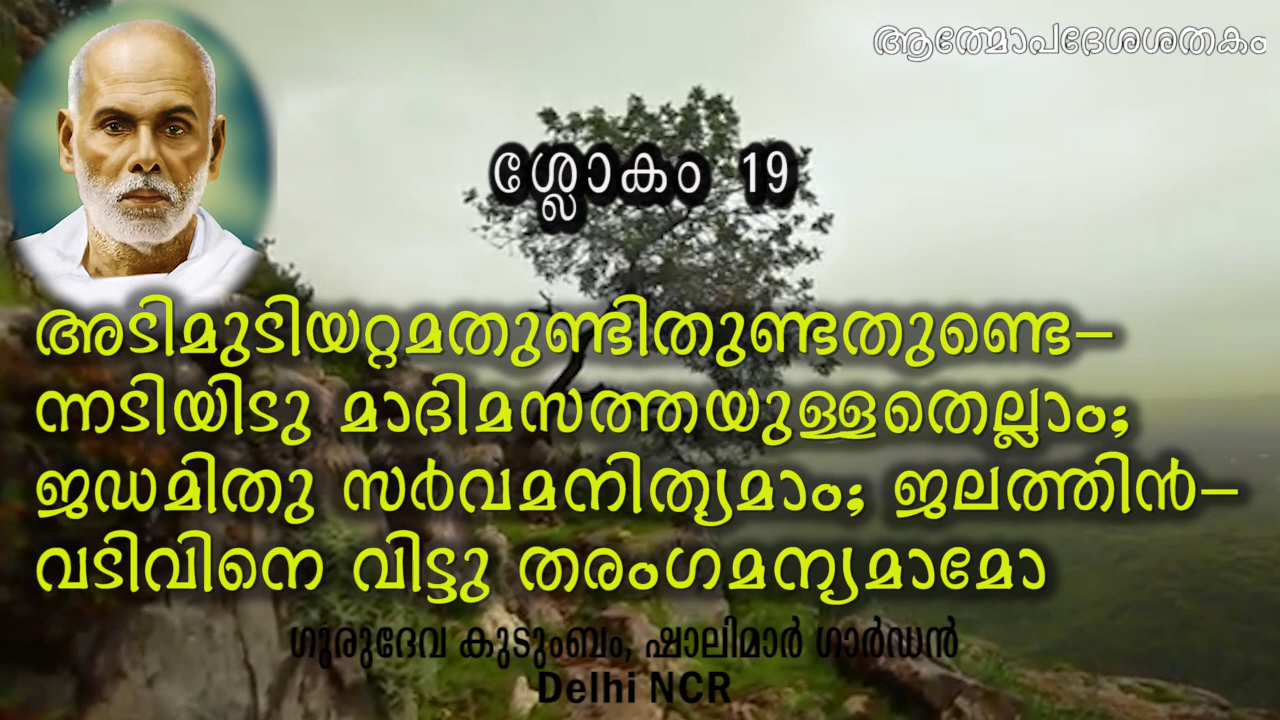 ആത്മോപദേശശതകം
ശ്ലോകം 19
അടിമുടിയറ്റമതുണ്ടിതുണ്ടതുണ്ടെ–
ന്നടിയിടു മാദിമസത്തയുള്ളതെല്ലാം;
ജഡമിതു സർവമനിത്യമാം; ജലത്തിൻ–
വടിവിനെ വിട്ടു തരംഗമന്യമാമോ
ഗുരുദേവ കുടുംബം, ഷാലിമാർ ഗാർഡൻ
Delhi NCR